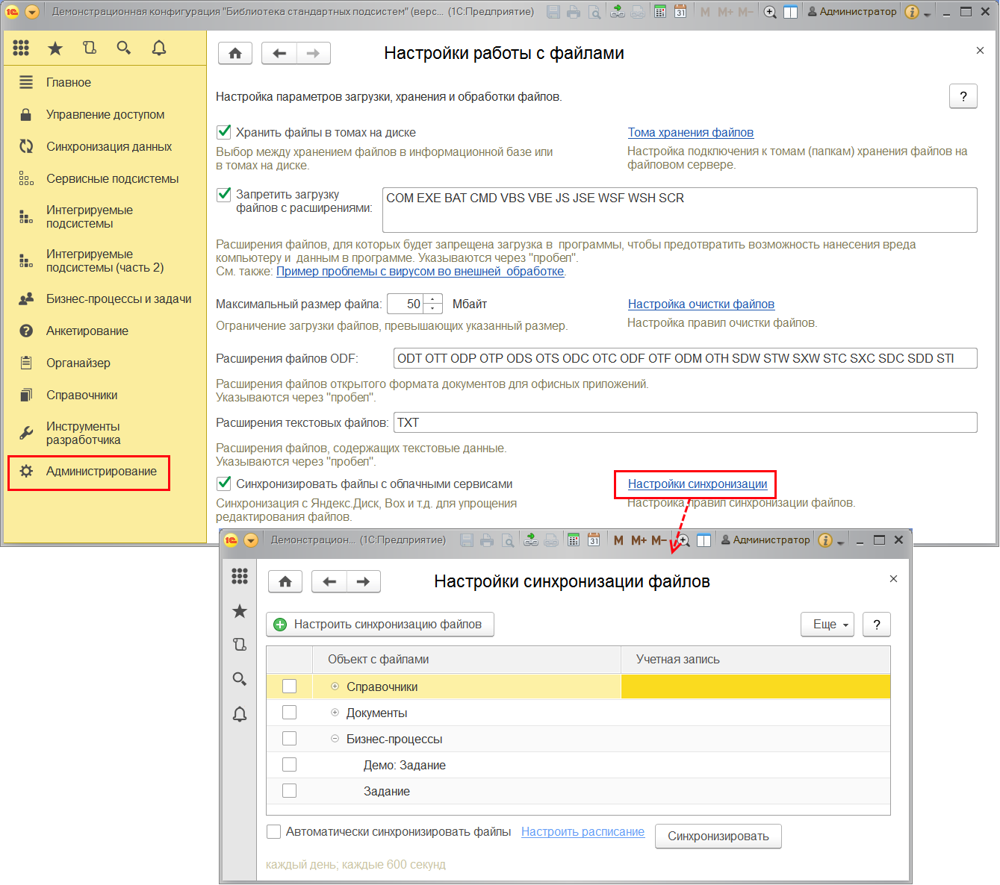 Демонстрационная конфигурация "Библиотека стандартных подсистем" (верс... (1С:Предприятие)
31
M M+ M-
Администратор
Главное
Управление доступом
Синхронизация данных
Сервисные подсистемы
Интегрируемые
подсистемы
Интегрируемые
подсистемы (часть 2)
Бизнес-процессы и задачи
Анкетирование
Органайзер
Справочники
Инструменты
разработчика
Администрирование
Настройки работы с файлами
Настройка параметров загрузки, хранения и обработки файлов.
?
Хранить файлы в томах на диске
Тома хранения файлов
Выбор между хранением файлов в информационной базе или
в томах на диске.
Настройка подключения к томам (папкам) хранения файлов на
файловом сервере.
Запретить загрузку
файлов с расширениями:
COM EXE BAT CMD VBS VBE JS JSE WSF WSH SCR
Расширения файлов, для которых будет запрещена загрузка в  программы, чтобы предотвратить возможность нанесения вреда
компьютеру и  данным в программе. Указываются через "пробел".
См. также: Пример проблемы с вирусом во внешней  обработке.
Максимальный размер файла: 50 Мбайт
Настройка очистки файлов
Ограничение загрузки файлов, превышающих указанный размер.
Настройка правил очистки файлов.
Расширения файлов ODF: ODT OTT ODP OTP ODS OTS ODC OTC ODF OTF ODM OTH SDW STW SXW STC SXC SDC SDD STI
Расширения файлов открытого формата документов для офисных приложений.
Указываются через "пробел".
Расширения текстовых файлов: TXT
Расширения файлов, содержащих текстовые данные.
Указываются через "пробел".
Синхронизировать файлы с облачными сервисами
Настройки синхронизации
Синхронизация с Яндекс.Диск, Box и т.д. для упрощения
редактирования файлов.
Настройка правил синхронизации файлов.
Демонстрацион... (1С:Предприятие)
31
M M+ M-
Администратор
Настройки синхронизации файлов
Настроить синхронизацию файлов
Еще
?
Объект с файлами
Учетная запись
Справочники
Документы
Бизнес-процессы
Демо: Задание
Задание
Автоматически синхронизировать файлы
Настроить расписание
Синхронизировать
каждый день; каждые 600 секунд